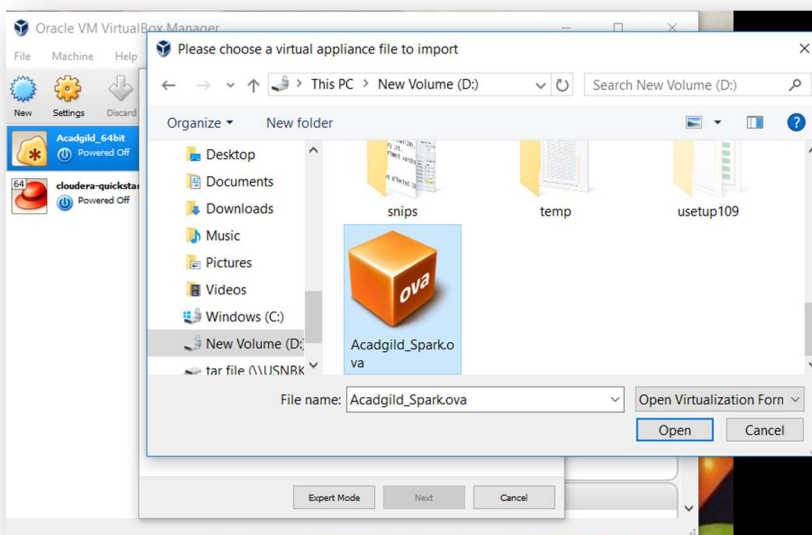 Oracle VM VirtualBox Manager
File Machine Help
New Settings Discard
Acadgild_64bit
Powered Off
64
cloudera-quicksta
Powered Off
Please choose a virtual appliance file to import
This PC > New Volume (D:)
Search New Volume (D:)
Organize
New folder
Desktop
Documents
Downloads
Music
Pictures
Videos
Windows (C:)
New Volume (D:
tar file (\\USNBK
snips
temp
usetup109
ova
Acadgild_Spark.o
va
File name: Acadgild_Spark.ova
Open Virtualization Forn
Open Cancel
Expert Mode Next Cancel